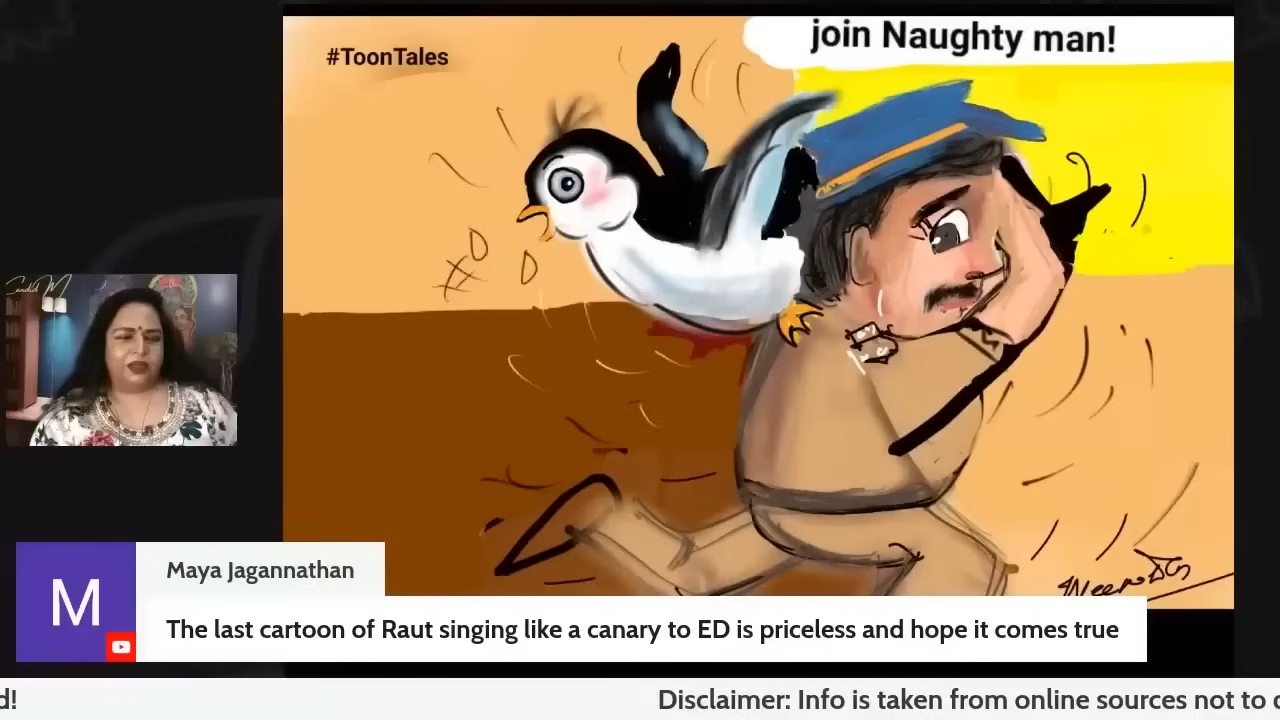 join Naughty man!
#ToonTales
Candid M
M
Maya Jagannathan
The last cartoon of Raut singing like a canary to ED is priceless and hope it comes true
d!
Disclaimer: Info is taken from online sources not to